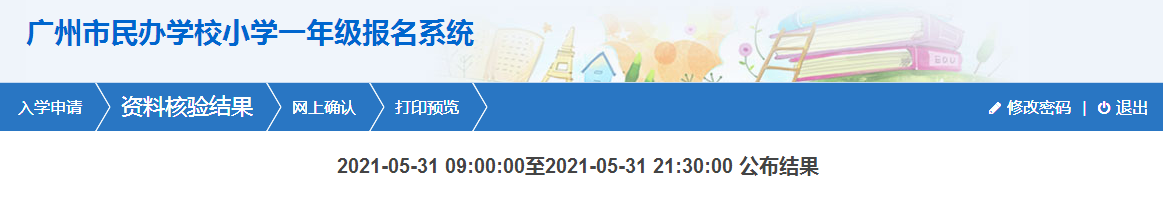 广州市民办学校小学一年级报名系统
EDU
入学申请 资料核验结果 网上确认 打印预览 修改密码 | 退出
2021-05-31 09:00:00至2021-05-31 21:30:00 公布结果